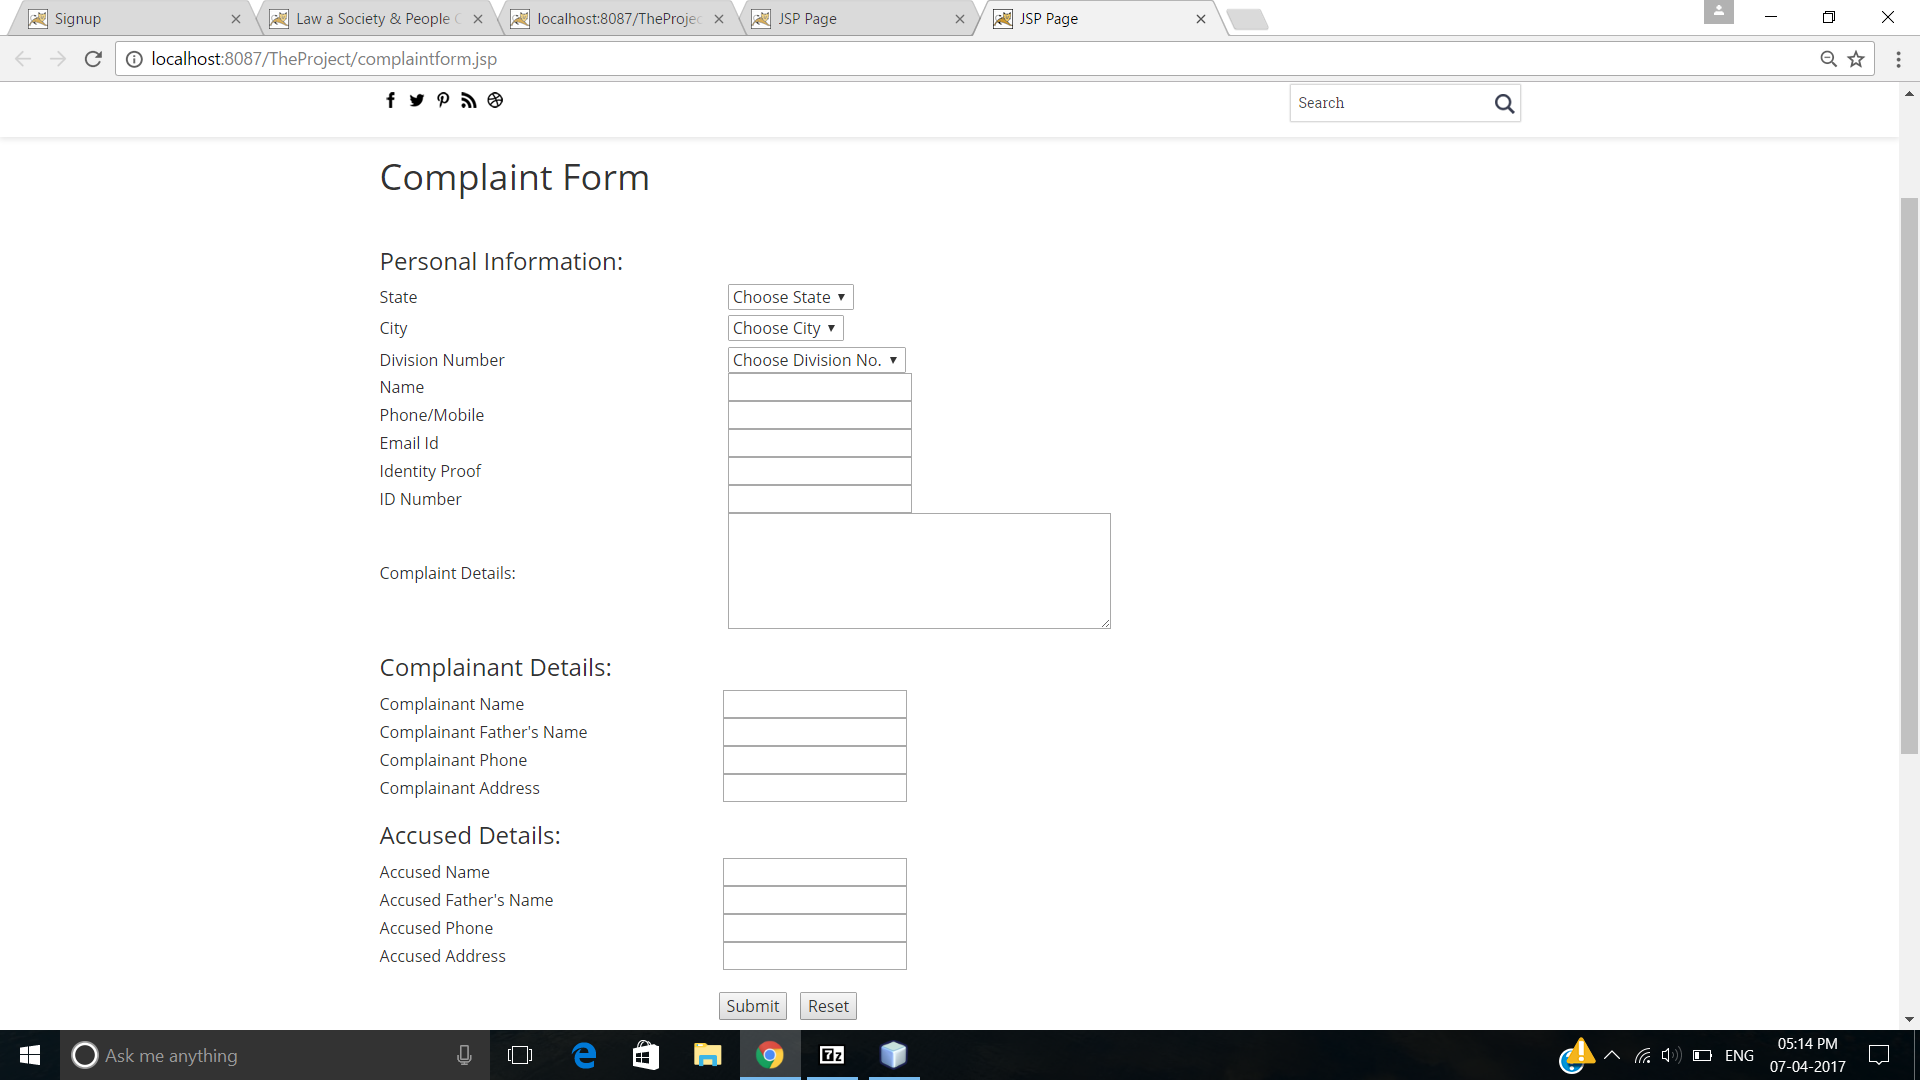 Signup
Law a Society & People
localhost:8087/TheProjec
JSP Page
JSP Page
localhost:8087/TheProject/complaintform.jsp
Search
Complaint Form
Personal Information:
State Choose State
City Choose City
Division Number Choose Division No.
Name
Phone/Mobile
Email Id
Identity Proof
ID Number
Complaint Details:
Complainant Details:
Complainant Name
Complainant Father's Name
Complainant Phone
Complainant Address
Accused Details:
Accused Name
Accused Father's Name
Accused Phone
Accused Address
Submit Reset
Ask me anything
7z
ENG
05:14 PM
07-04-2017